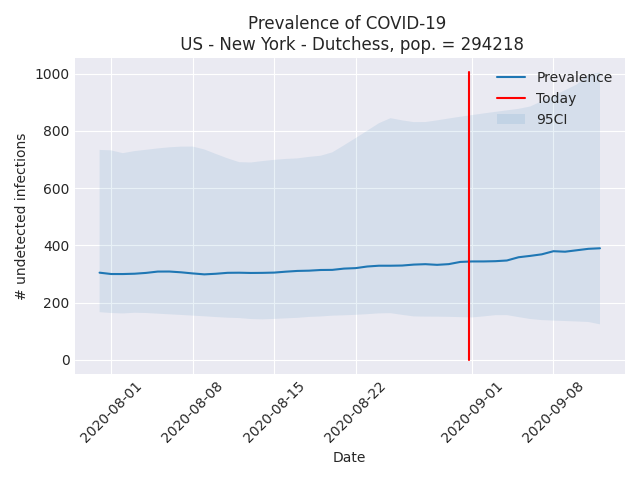 Prevalence of COVID-19
US - New York - Dutchess, pop. = 294218
# undetected infections
1000
800
600
400
200
0
Prevalence
Today
95CI
2020-08-01
2020-08-08
2020-08-15
2020-08-22
2020-09-01
2020-09-08
Date